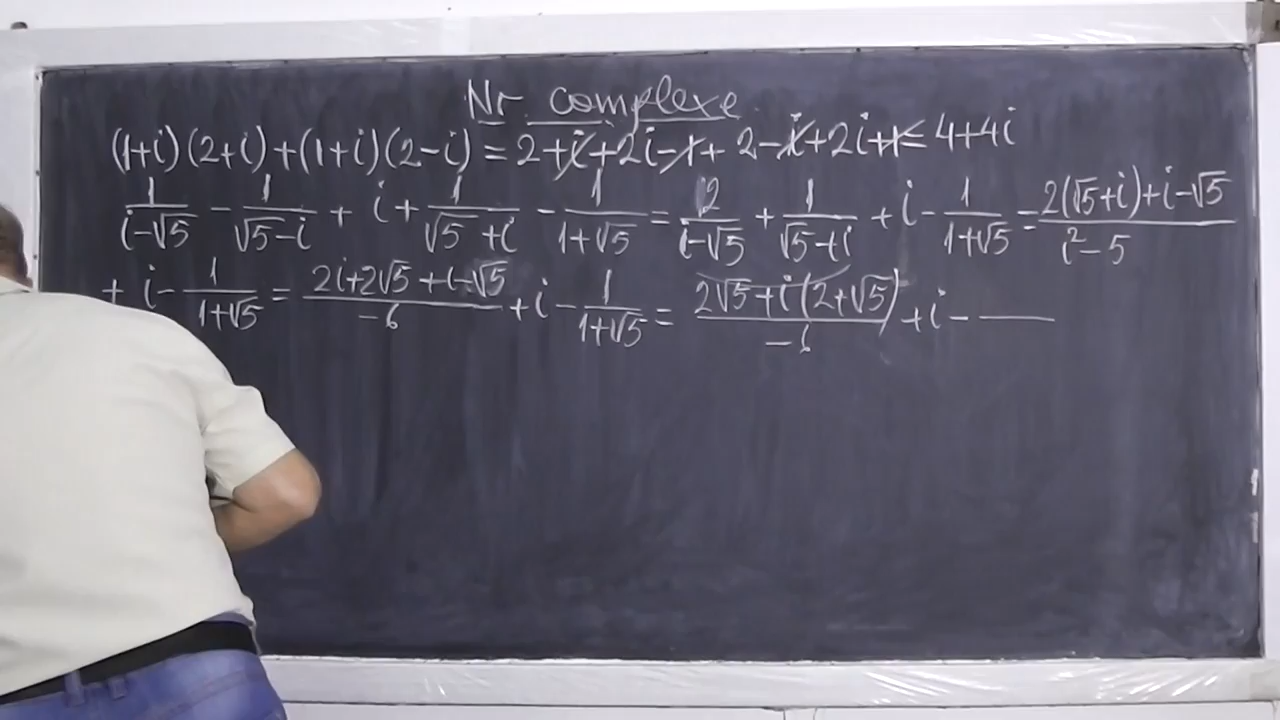 Nr complexe
(1+i)(2+i)+(1+i)(2-i)=2+i+2i-1+2-i+2i+1=4+4i
1/(i-√5) - 1/(√5-i) + i + 1/(√5+i) - 1/(1+√5) = 2/(i-√5) + 1/(√5+i) + i - 1/(1+√5) = (2(√5+i)+i-√5)/(i²-5)
+ i - 1/(1+√5) = (2i+2√5+i-√5)/(-6) + i - 1/(1+√5) = (2√5+i(2+√5))/(-6) + i - —